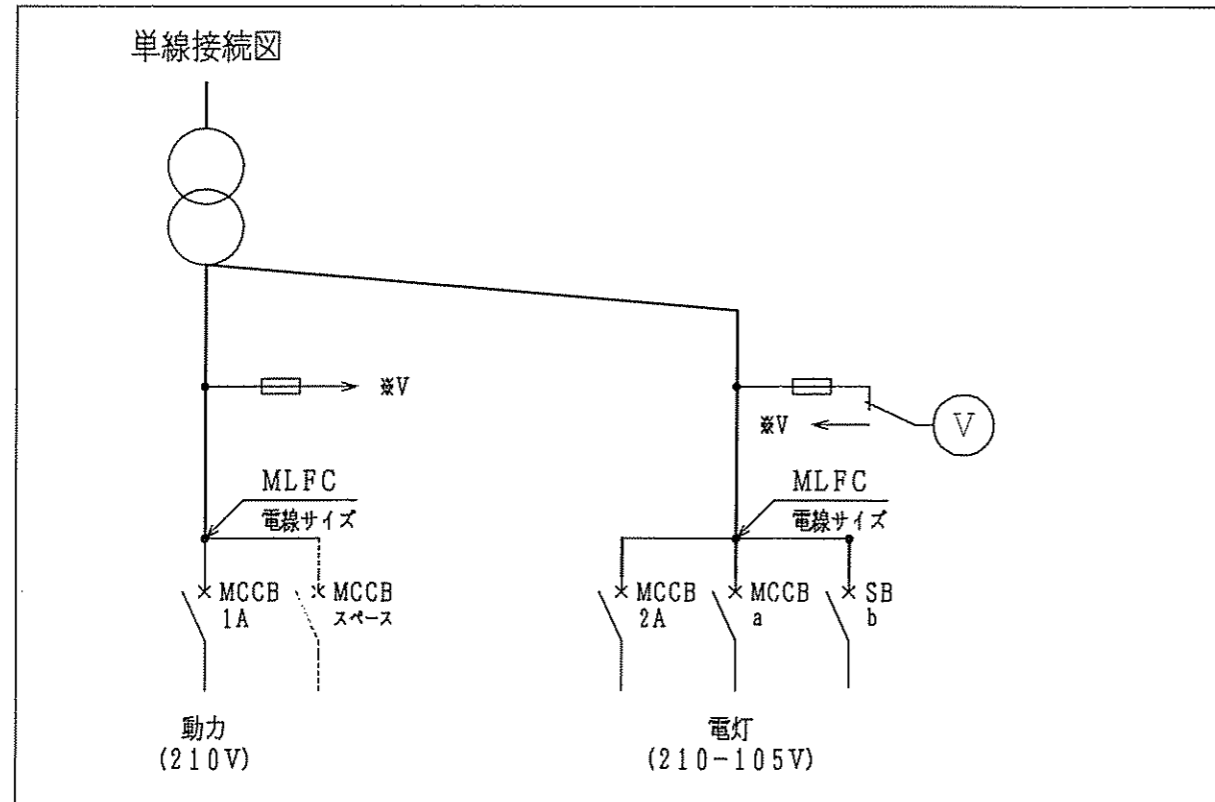 単線接続図
※V
※V
V
MLFC
電線サイズ
MLFC
電線サイズ
MCCB
1A
MCCB
スペース
MCCB
2A
MCCB
a
SB
b
動力
(210V)
電灯
(210-105V)